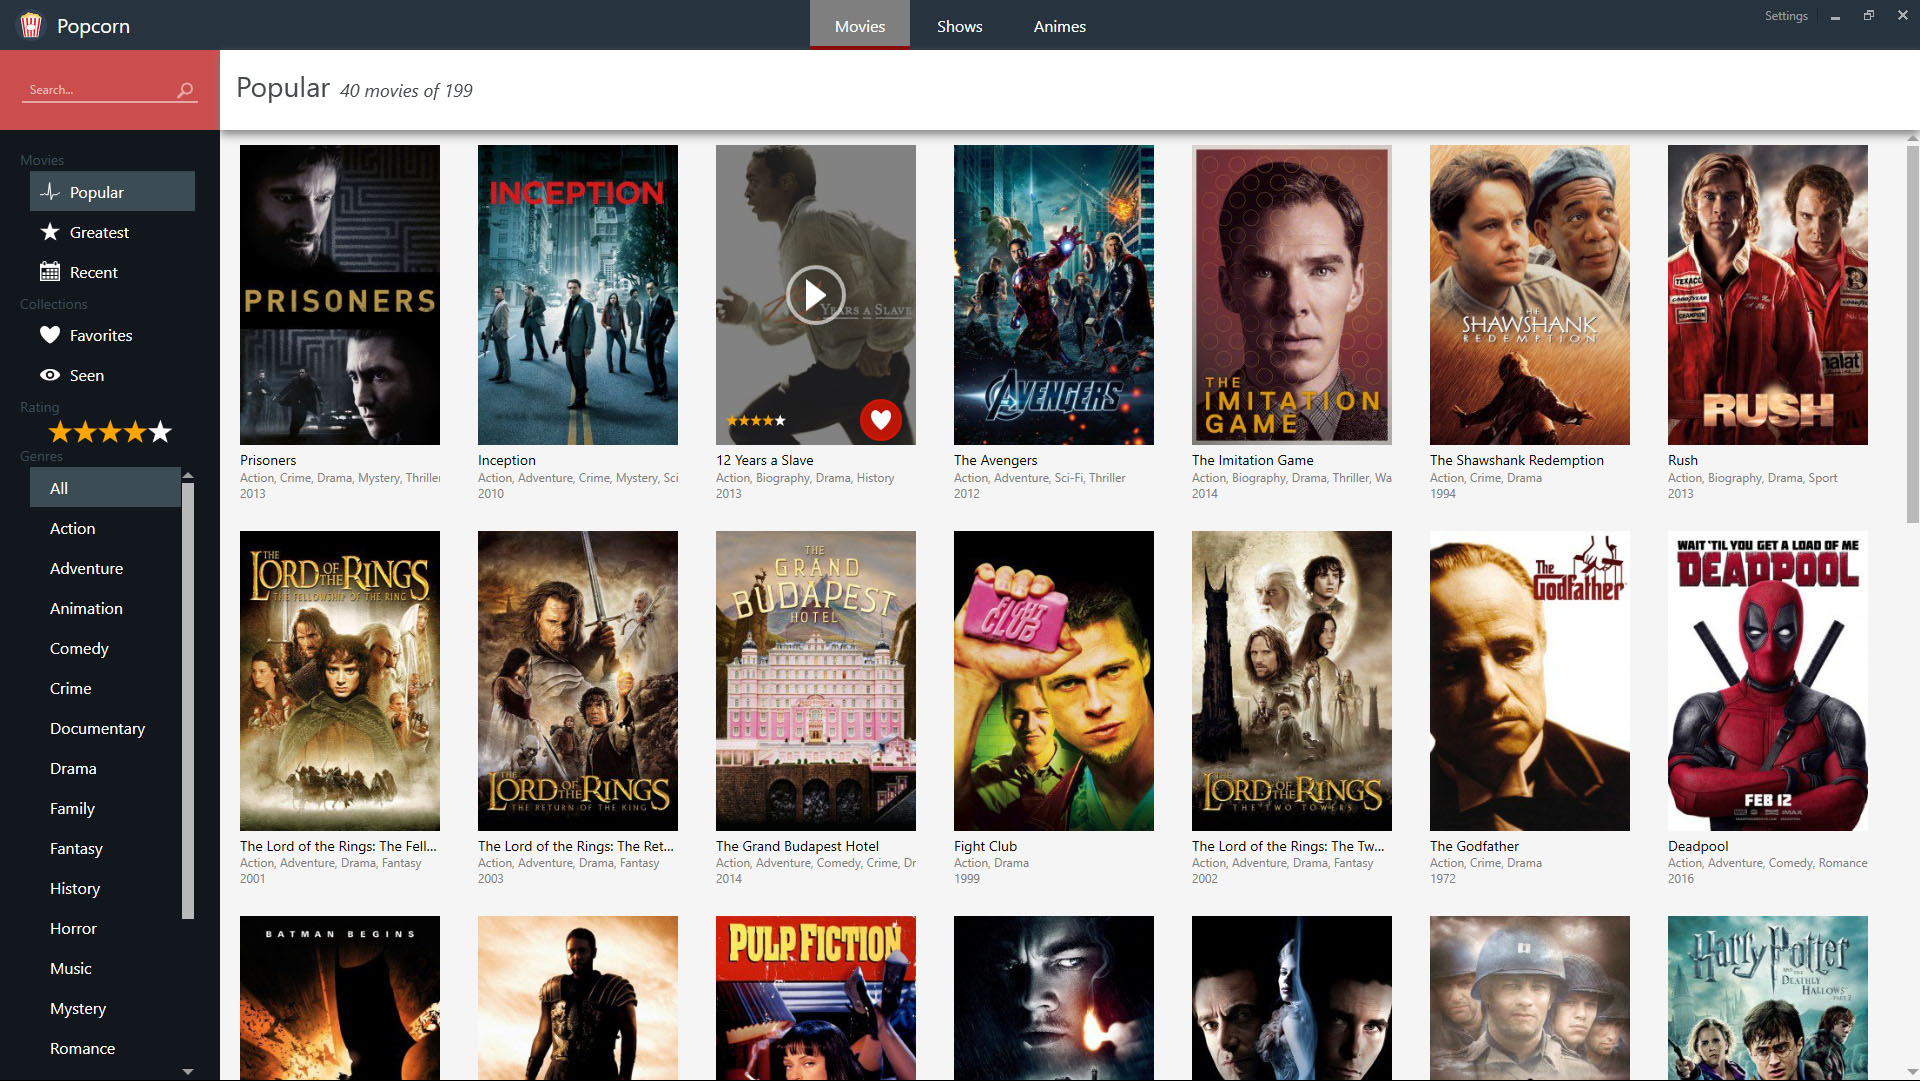 Popcorn
Movies
Shows
Animes
Settings
Search...
Popular 40 movies of 199
Movies
Popular
Greatest
Recent
Collections
Favorites
Seen
Rating
Genres
All
Action
Adventure
Animation
Comedy
Crime
Documentary
Drama
Family
Fantasy
History
Horror
Music
Mystery
Romance
PRISONERS
Prisoners
Action, Crime, Drama, Mystery, Thriller
2013
INCEPTION
Inception
Action, Adventure, Crime, Mystery, Sci
2010
YEARS A SLAVE
12 Years a Slave
Action, Biography, Drama, History
2013
AVENGERS
The Avengers
Action, Adventure, Sci-Fi, Thriller
2012
THE
IMITATION
GAME
The Imitation Game
Action, Biography, Drama, Thriller, Wa
2014
THE
SHAWSHANK
REDEMPTION
The Shawshank Redemption
Action, Crime, Drama
1994
TEXACO
GOODYEAR
CHAMPION
nalat
RUSH
Rush
Action, Biography, Drama, Sport
2013
THE
LORD OF THE RINGS
THE FELLOWSHIP OF THE RING
The Lord of the Rings: The Fell...
Action, Adventure, Drama, Fantasy
2001
THE
LORD OF THE RINGS
THE RETURN OF THE KING
The Lord of the Rings: The Ret...
Action, Adventure, Drama, Fantasy
2003
THE
GRAND
BUDAPEST
HOTEL
The Grand Budapest Hotel
Action, Adventure, Comedy, Crime, Dr
2014
FIGHT
CLUB
Fight Club
Action, Drama
1999
THE
LORD OF THE RINGS
THE TWO TOWERS
The Lord of the Rings: The Tw...
Action, Adventure, Drama, Fantasy
2002
The
Godfather
The Godfather
Action, Crime, Drama
1972
WAIT 'TIL YOU GET A LOAD OF ME
DEADPOOL
FEB 12
IMAX
Deadpool
Action, Adventure, Comedy, Romance
2016
BATMAN BEGINS
PULP FICTION
Harry Potter
AND THE
DEATHLY
HALLOWS
PART 2